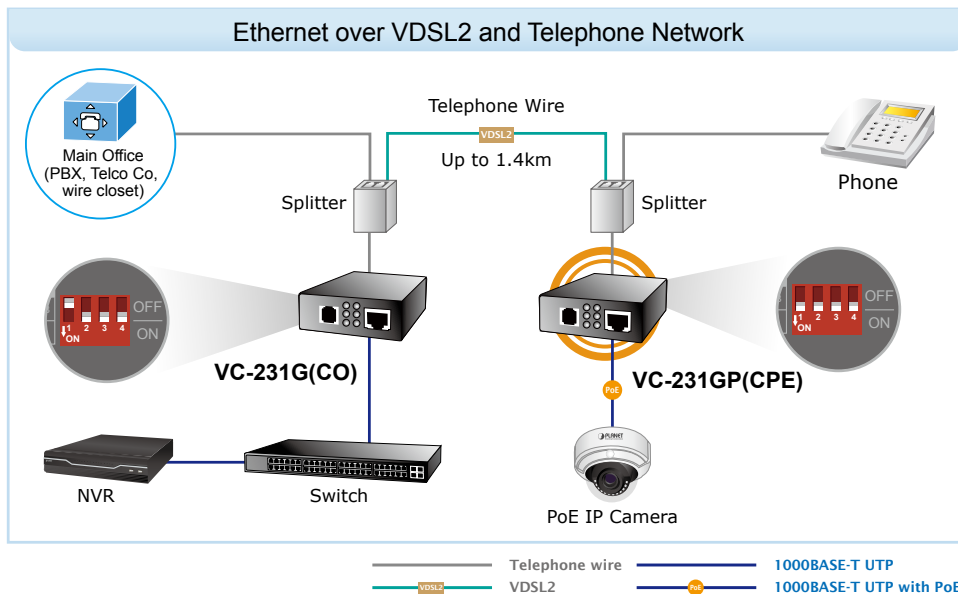 Ethernet over VDSL2 and Telephone Network
Main Office
(PBX, Telco Co,
wire closet)
Telephone Wire
VDSL2
Up to 1.4km
Splitter
Splitter
Phone
OFF
ON
1 2 3 4
ON
OFF
ON
1 2 3 4
ON
VC-231G(CO)
VC-231GP(CPE)
PoE
PLANET
NVR
Switch
PoE IP Camera
Telephone wire
1000BASE-T UTP
VDSL2
VDSL2
PoE
1000BASE-T UTP with PoE